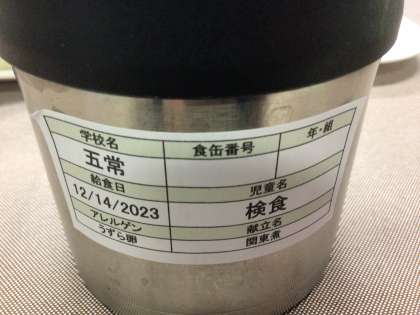 学校名 食缶番号 年・組
五常
給食日 児童名
12/14/2023 検食
アレルゲン 献立名
うずら卵 関東煮